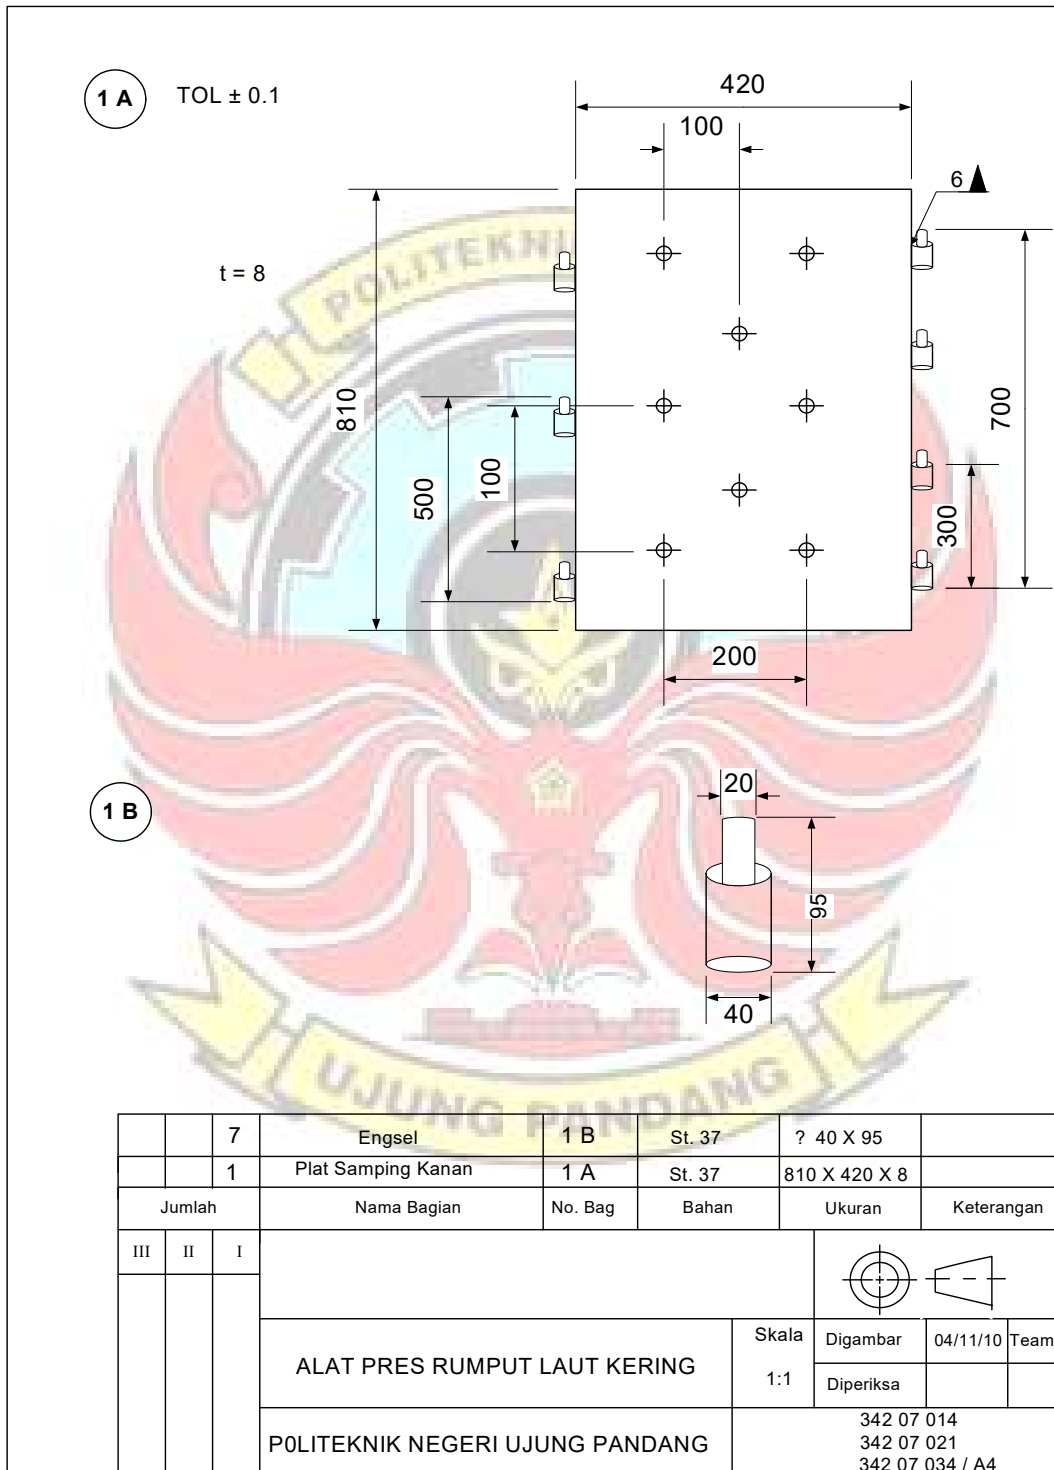 1 A
TOL ± 0.1
420
100
6
t = 8
810
500
100
700
300
200
1 B
20
95
40
POLITEKNI
UJUNG PANDANG
7 Engsel 1 B St. 37 ? 40 X 95
1 Plat Samping Kanan 1 A St. 37 810 X 420 X 8
Jumlah Nama Bagian No. Bag Bahan Ukuran Keterangan
III II I
ALAT PRES RUMPUT LAUT KERING
Skala
1:1
Digambar 04/11/10 Team
Diperiksa
P0LITEKNIK NEGERI UJUNG PANDANG
342 07 014
342 07 021
342 07 034 / A4